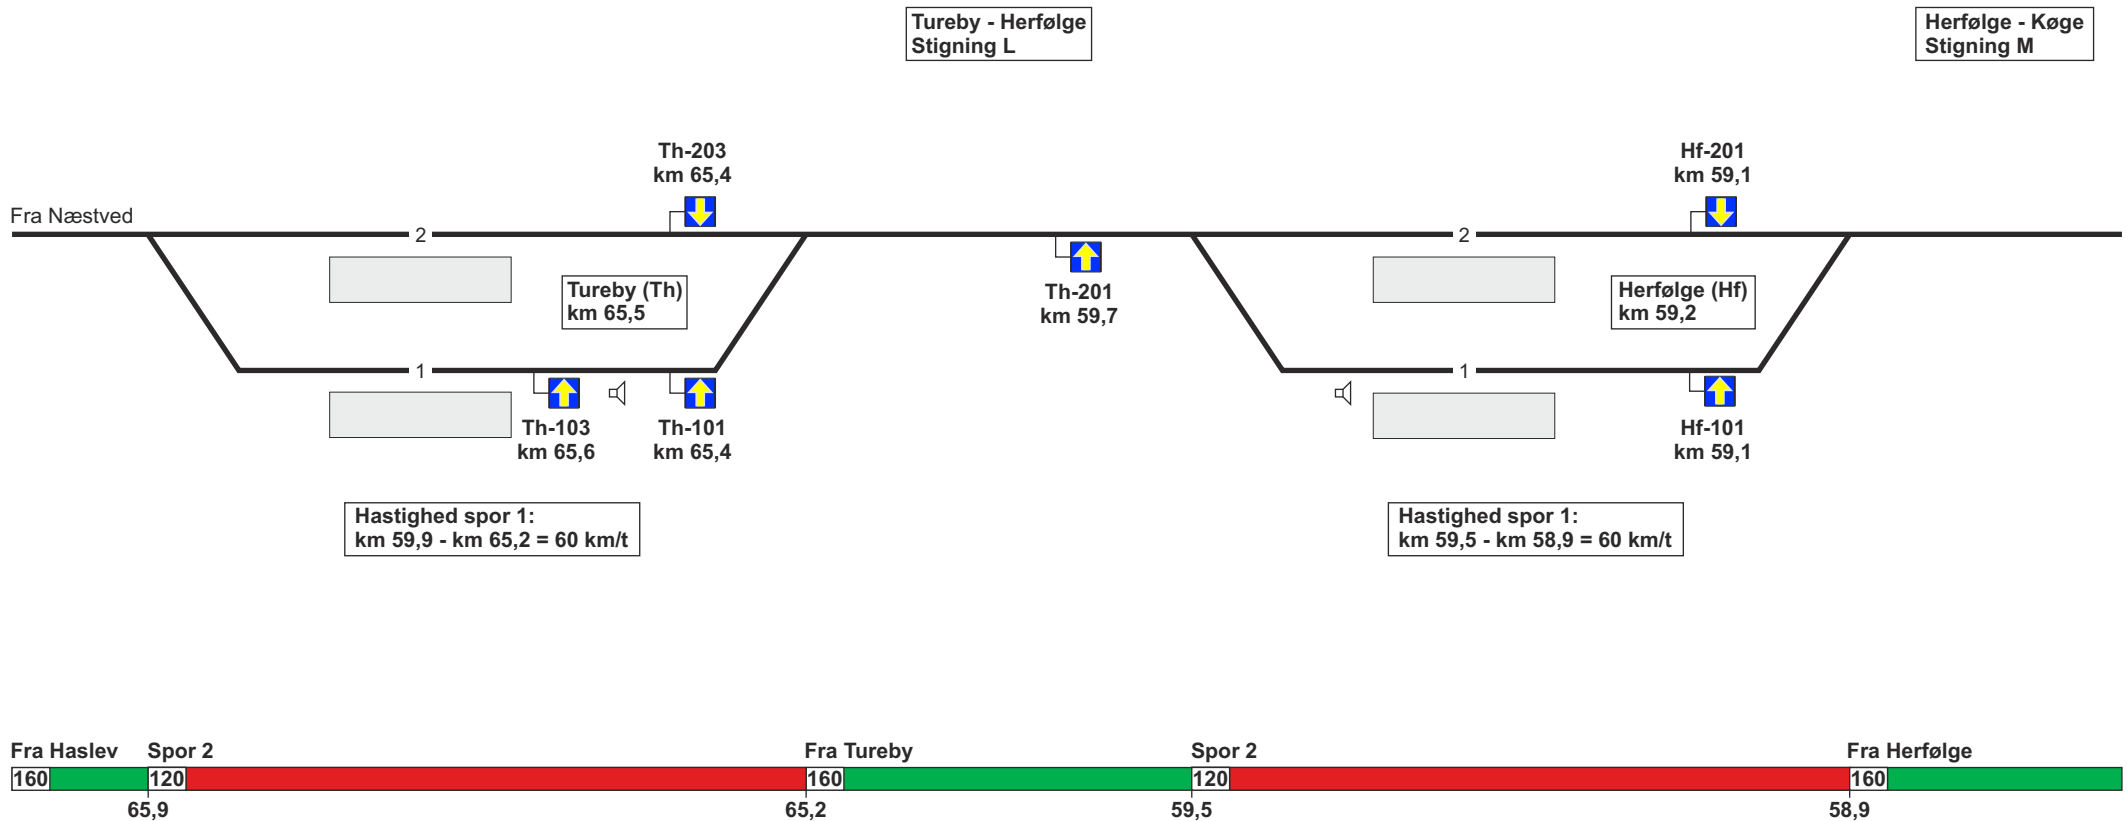 Tureby - Herfølge
Stigning L
Herfølge - Køge
Stigning M
Th-203
km 65,4
Hf-201
km 59,1
Fra Næstved
2
2
Tureby (Th)
km 65,5
Th-201
km 59,7
Herfølge (Hf)
km 59,2
1
1
Th-103
km 65,6
Th-101
km 65,4
Hf-101
km 59,1
Hastighed spor 1:
km 59,9 - km 65,2 = 60 km/t
Hastighed spor 1:
km 59,5 - km 58,9 = 60 km/t
Fra Haslev
Spor 2
Fra Tureby
Spor 2
Fra Herfølge
160
120
160
120
160
65,9
65,2
59,5
58,9